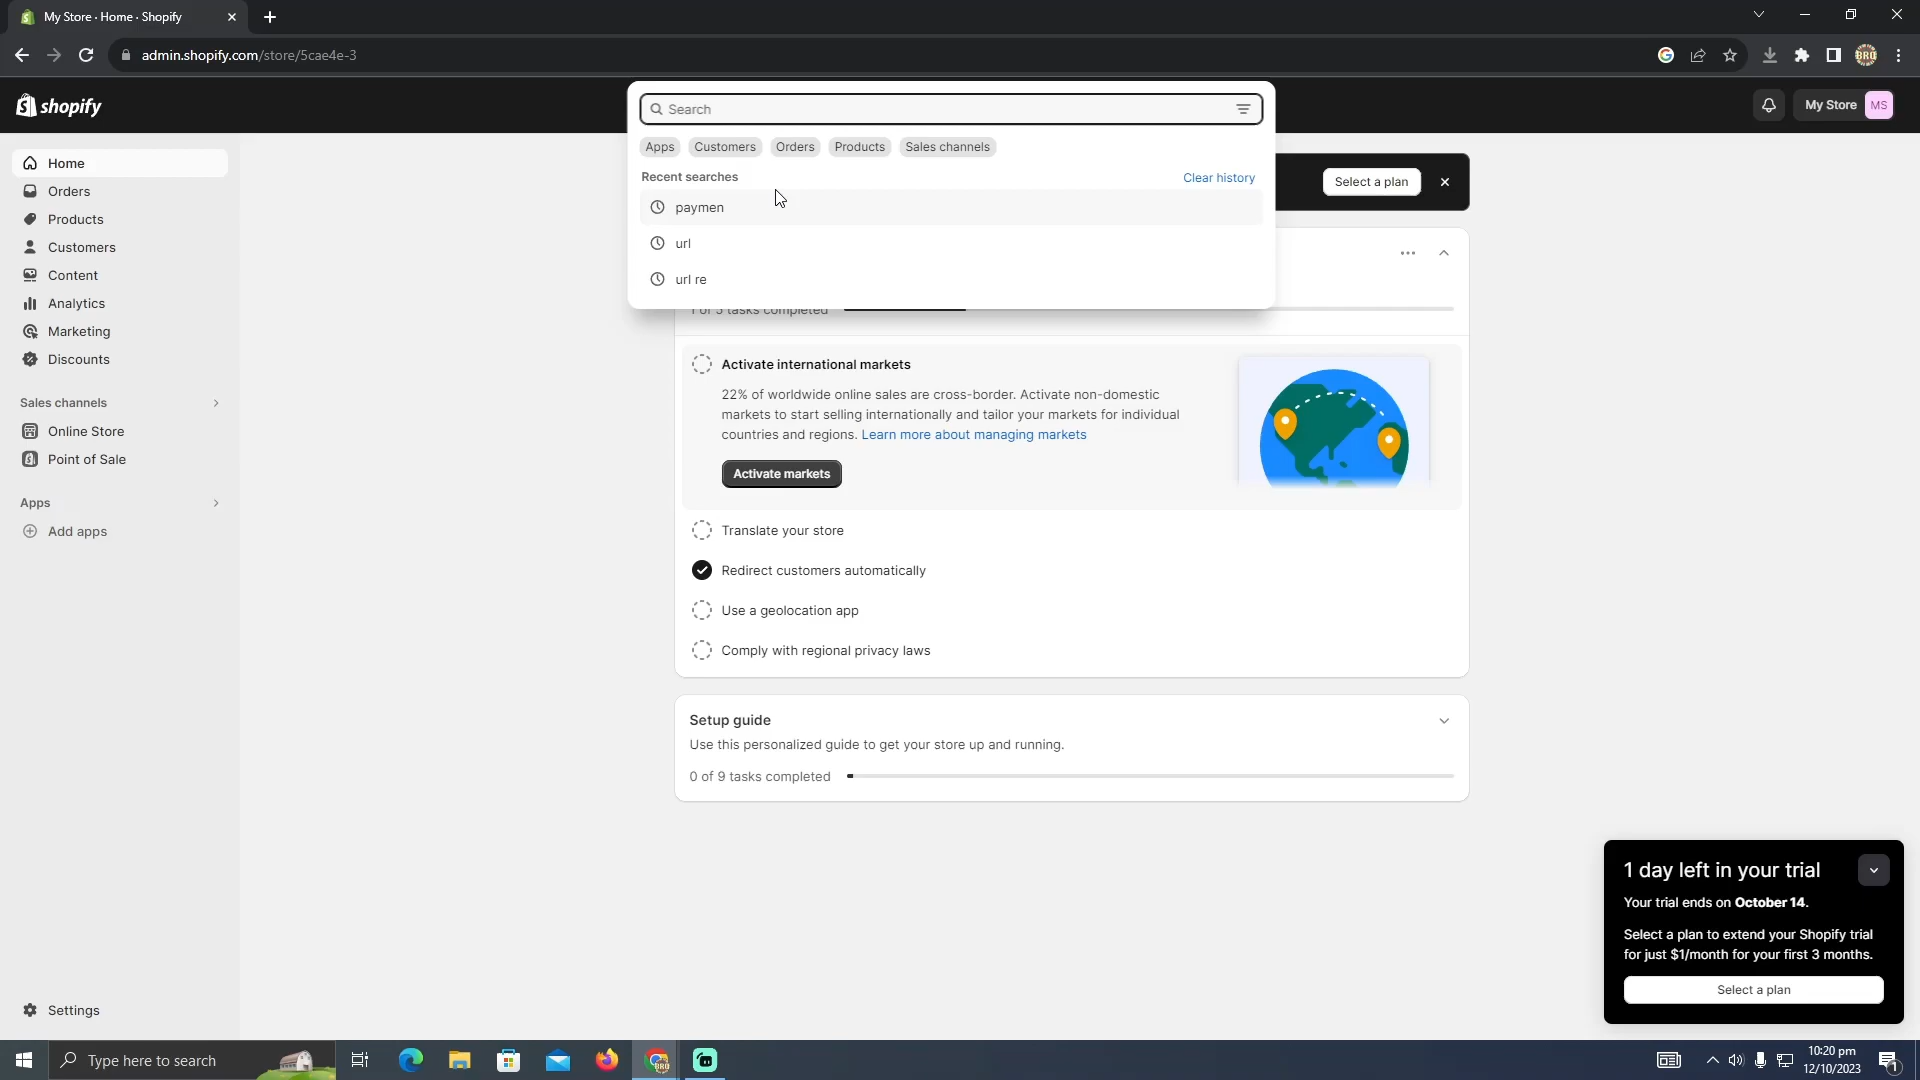 My Store · Home · Shopify
admin.shopify.com/store/5cae4e-3
BRO
shopify
Search
My Store MS
Apps Customers Orders Products Sales channels
Recent searches
Clear history
paymen
url
url re
Select a plan
Home
Orders
Products
Customers
Content
Analytics
Marketing
Discounts
Sales channels
Online Store
Point of Sale
Apps
Add apps
Settings
1 of 5 tasks completed
Activate international markets
22% of worldwide online sales are cross-border. Activate non-domestic
markets to start selling internationally and tailor your markets for individual
countries and regions. Learn more about managing markets
Activate markets
Translate your store
Redirect customers automatically
Use a geolocation app
Comply with regional privacy laws
Setup guide
Use this personalized guide to get your store up and running.
0 of 9 tasks completed
1 day left in your trial
Your trial ends on October 14.
Select a plan to extend your Shopify trial
for just $1/month for your first 3 months.
Select a plan
Type here to search
BRO
10:20 pm
12/10/2023
1